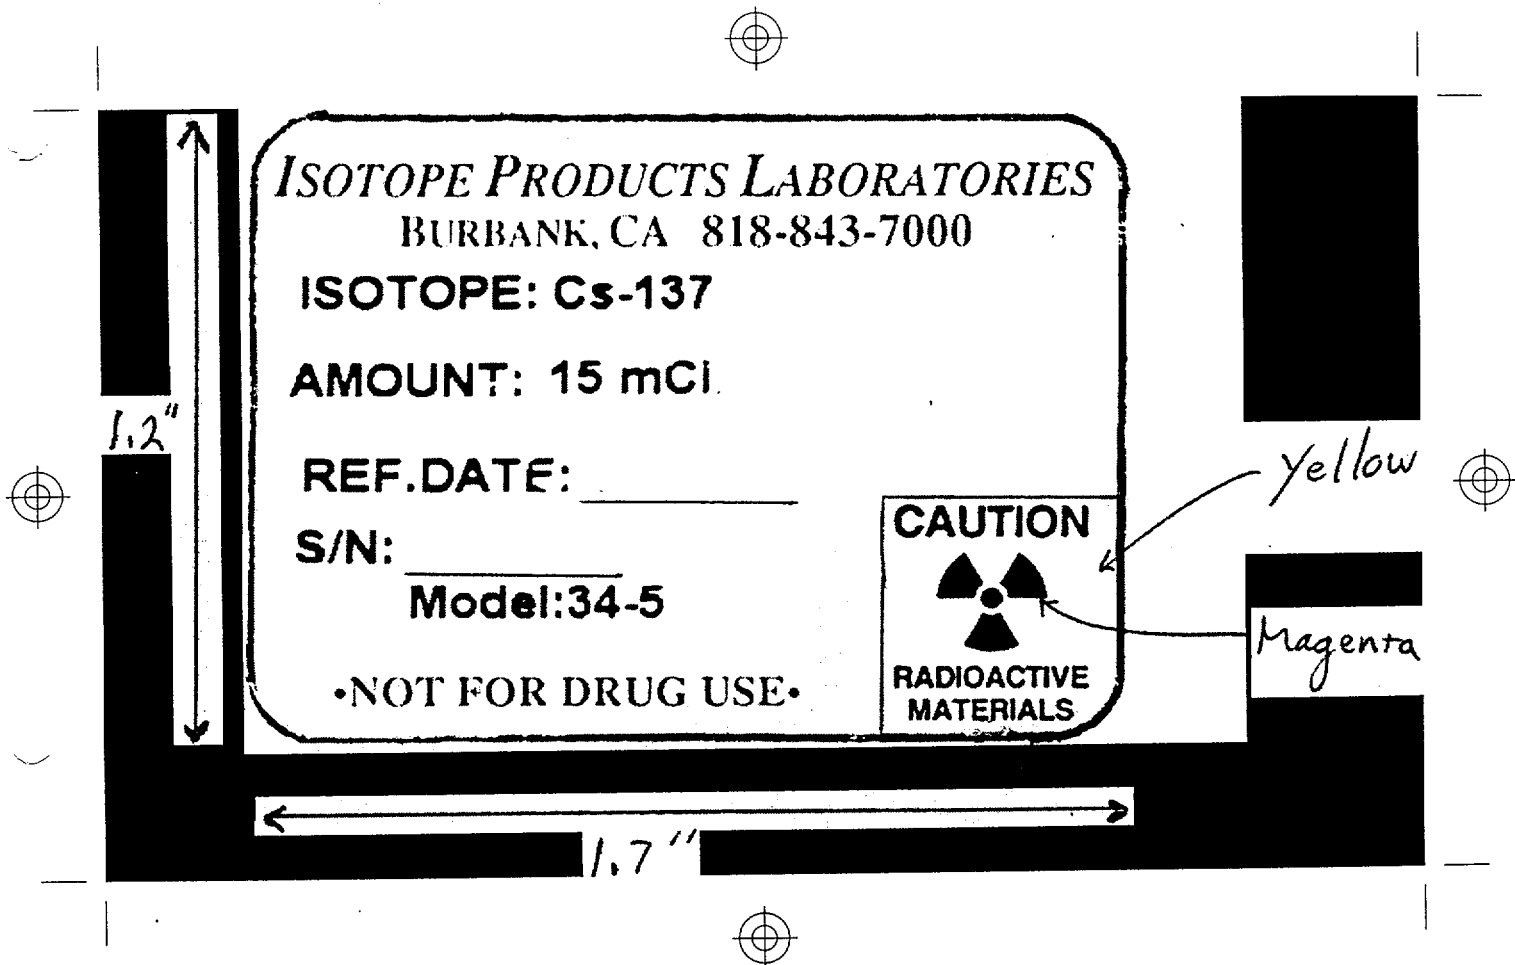 ISOTOPE PRODUCTS LABORATORIES
BURBANK, CA 818-843-7000
ISOTOPE: Cs-137
AMOUNT: 15 mCi
1.2"
REF.DATE:
Yellow
S/N:
CAUTION
Model:34-5
Magenta
•NOT FOR DRUG USE•
RADIOACTIVE
MATERIALS
1.7"